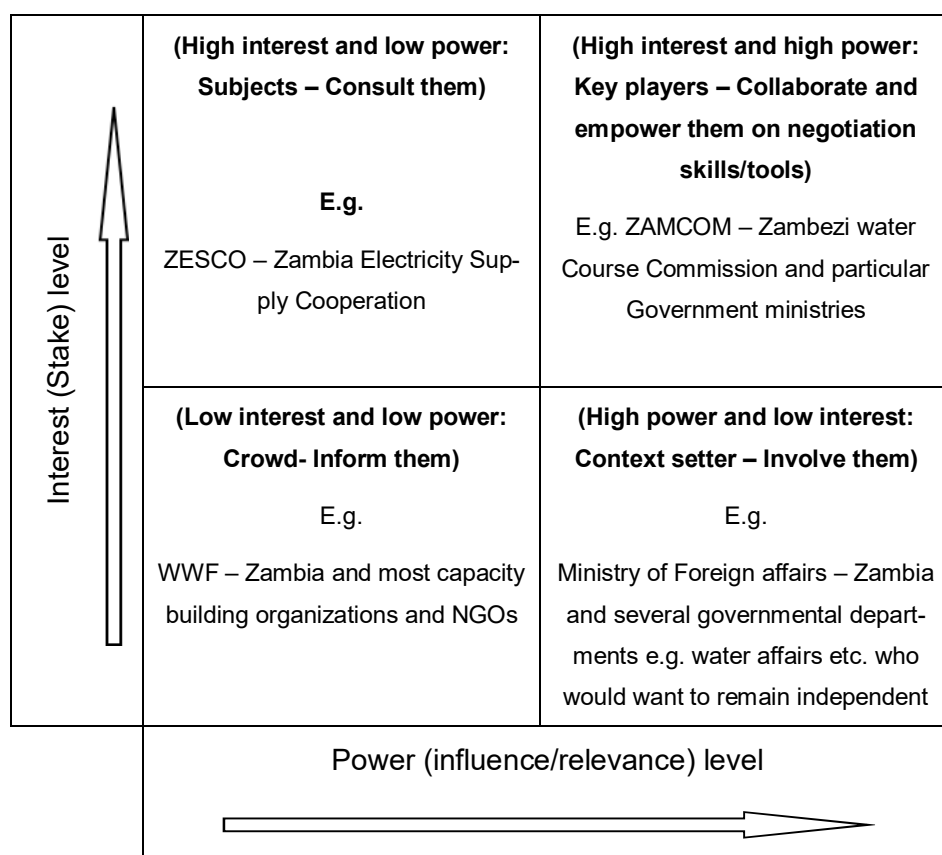 Interest (Stake) level
(High interest and low power:
Subjects – Consult them)
E.g.
ZESCO – Zambia Electricity Sup-
ply Cooperation
(High interest and high power:
Key players – Collaborate and
empower them on negotiation
skills/tools)
E.g. ZAMCOM – Zambezi water
Course Commission and particular
Government ministries
(Low interest and low power:
Crowd- Inform them)
E.g.
WWF – Zambia and most capacity
building organizations and NGOs
(High power and low interest:
Context setter – Involve them)
E.g.
Ministry of Foreign affairs – Zambia
and several governmental depart-
ments e.g. water affairs etc. who
would want to remain independent
Power (influence/relevance) level